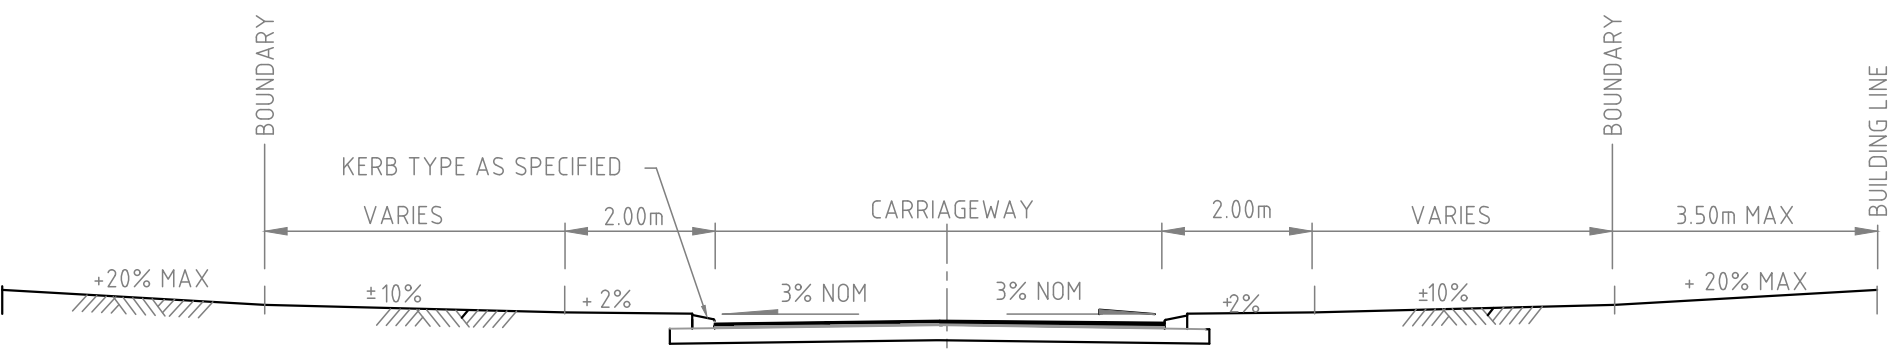 BOUNDARY
BOUNDARY
BUILDING LINE
KERB TYPE AS SPECIFIED
VARIES
2.00m
CARRIAGEWAY
2.00m
VARIES
3.50m MAX
+20% MAX
±10%
+ 2%
3% NOM
3% NOM
+2%
±10%
+ 20% MAX